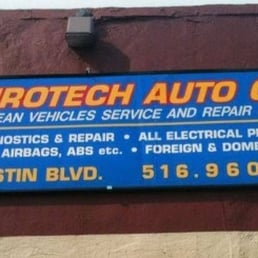 ROTECH AUTO
EAN VEHICLES SERVICE AND REPAIR
NOSTICS & REPAIR • ALL ELECTRICAL P
AIRBAGS, ABS etc. • FOREIGN & DOME
STIN BLVD. 516.960